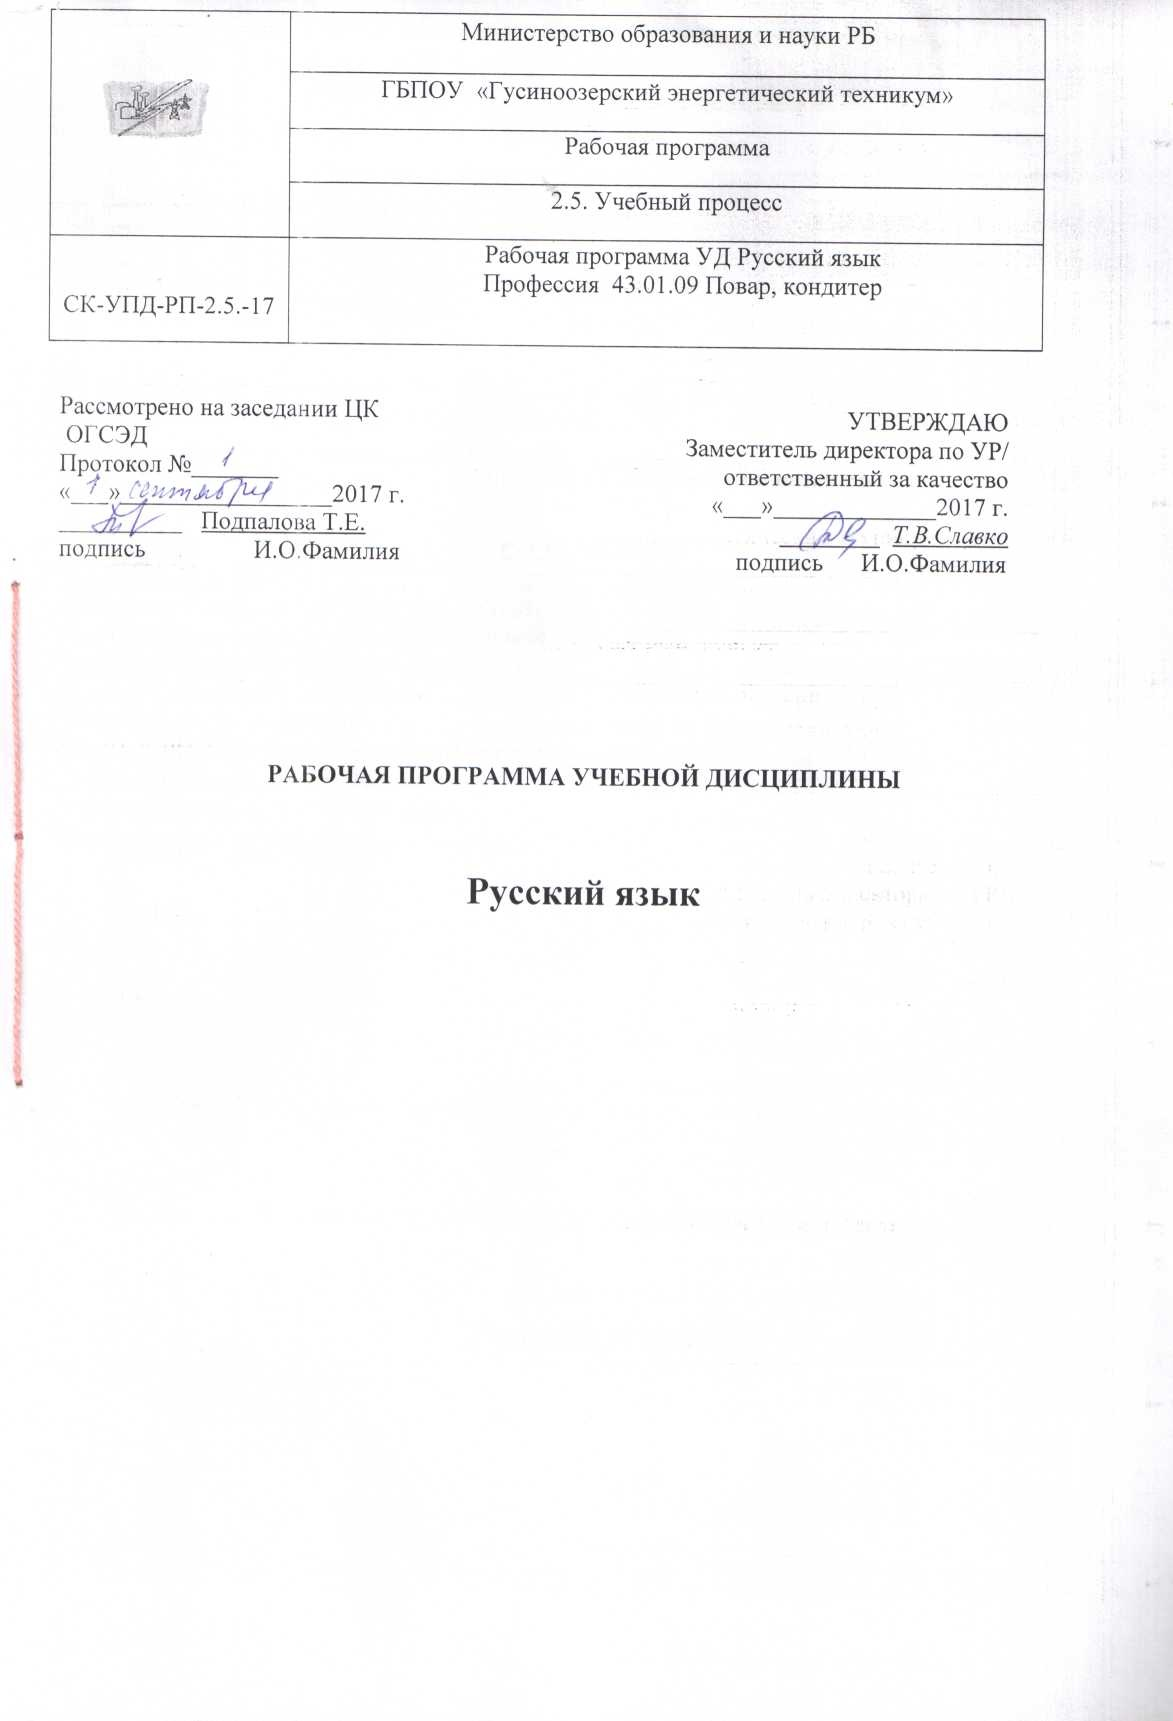 Министерство образования и науки РБ
ГБПОУ «Гусиноозерский энергетический техникум»
Рабочая программа
2.5. Учебный процесс
СК-УПД-РП-2.5.-17
Рабочая программа УД Русский язык
Профессия 43.01.09 Повар, кондитер
Рассмотрено на заседании ЦК
ОГСЭД
Протокол № 1
«1» сентября 2017 г.
Подпалова Т.Е.
подпись И.О.Фамилия
УТВЕРЖДАЮ
Заместитель директора по УР/
ответственный за качество
«___»_____________2017 г.
Т.В.Славко
подпись И.О.Фамилия
РАБОЧАЯ ПРОГРАММА УЧЕБНОЙ ДИСЦИПЛИНЫ
Русский язык